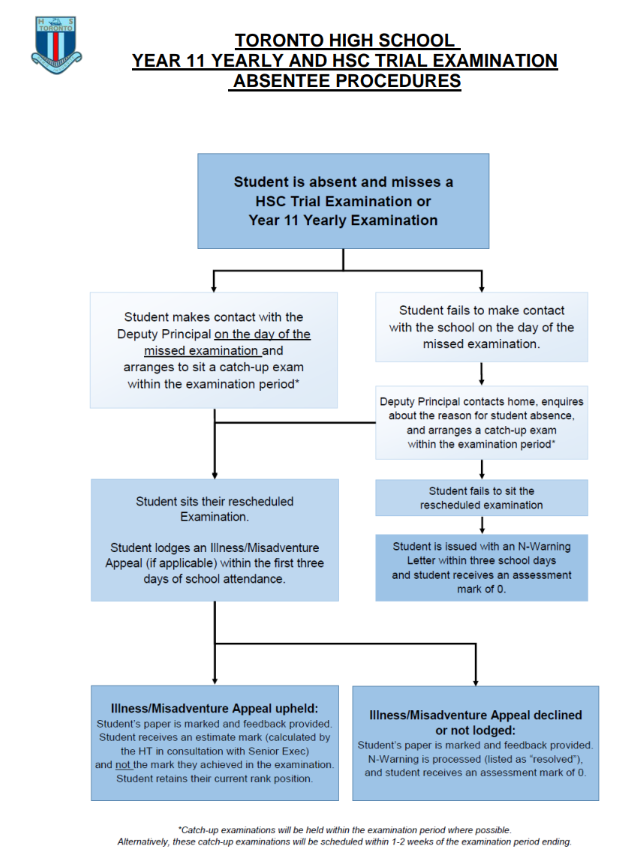 H S
TORONTO
TORONTO HIGH SCHOOL
YEAR 11 YEARLY AND HSC TRIAL EXAMINATION
ABSENTEE PROCEDURES
Student is absent and misses a
HSC Trial Examination or
Year 11 Yearly Examination
Student makes contact with the
Deputy Principal on the day of the
missed examination and
arranges to sit a catch-up exam
within the examination period*
Student fails to make contact
with the school on the day of the
missed examination.
Deputy Principal contacts home, enquires
about the reason for student absence,
and arranges a catch-up exam
within the examination period*
Student sits their rescheduled
Examination.
Student lodges an Illness/Misadventure
Appeal (if applicable) within the first three
days of school attendance.
Student fails to sit the
rescheduled examination
Student is issued with an N-Warning
Letter within three school days
and student receives an assessment
mark of 0.
Illness/Misadventure Appeal upheld:
Student's paper is marked and feedback provided.
Student receives an estimate mark (calculated by
the HT in consultation with Senior Exec)
and not the mark they achieved in the examination.
Student retains their current rank position.
Illness/Misadventure Appeal declined
or not lodged:
Student's paper is marked and feedback provided.
N-Warning is processed (listed as "resolved"),
and student receives an assessment mark of 0.
*Catch-up examinations will be held within the examination period where possible.
Alternatively, these catch-up examinations will be scheduled within 1-2 weeks of the examination period ending.